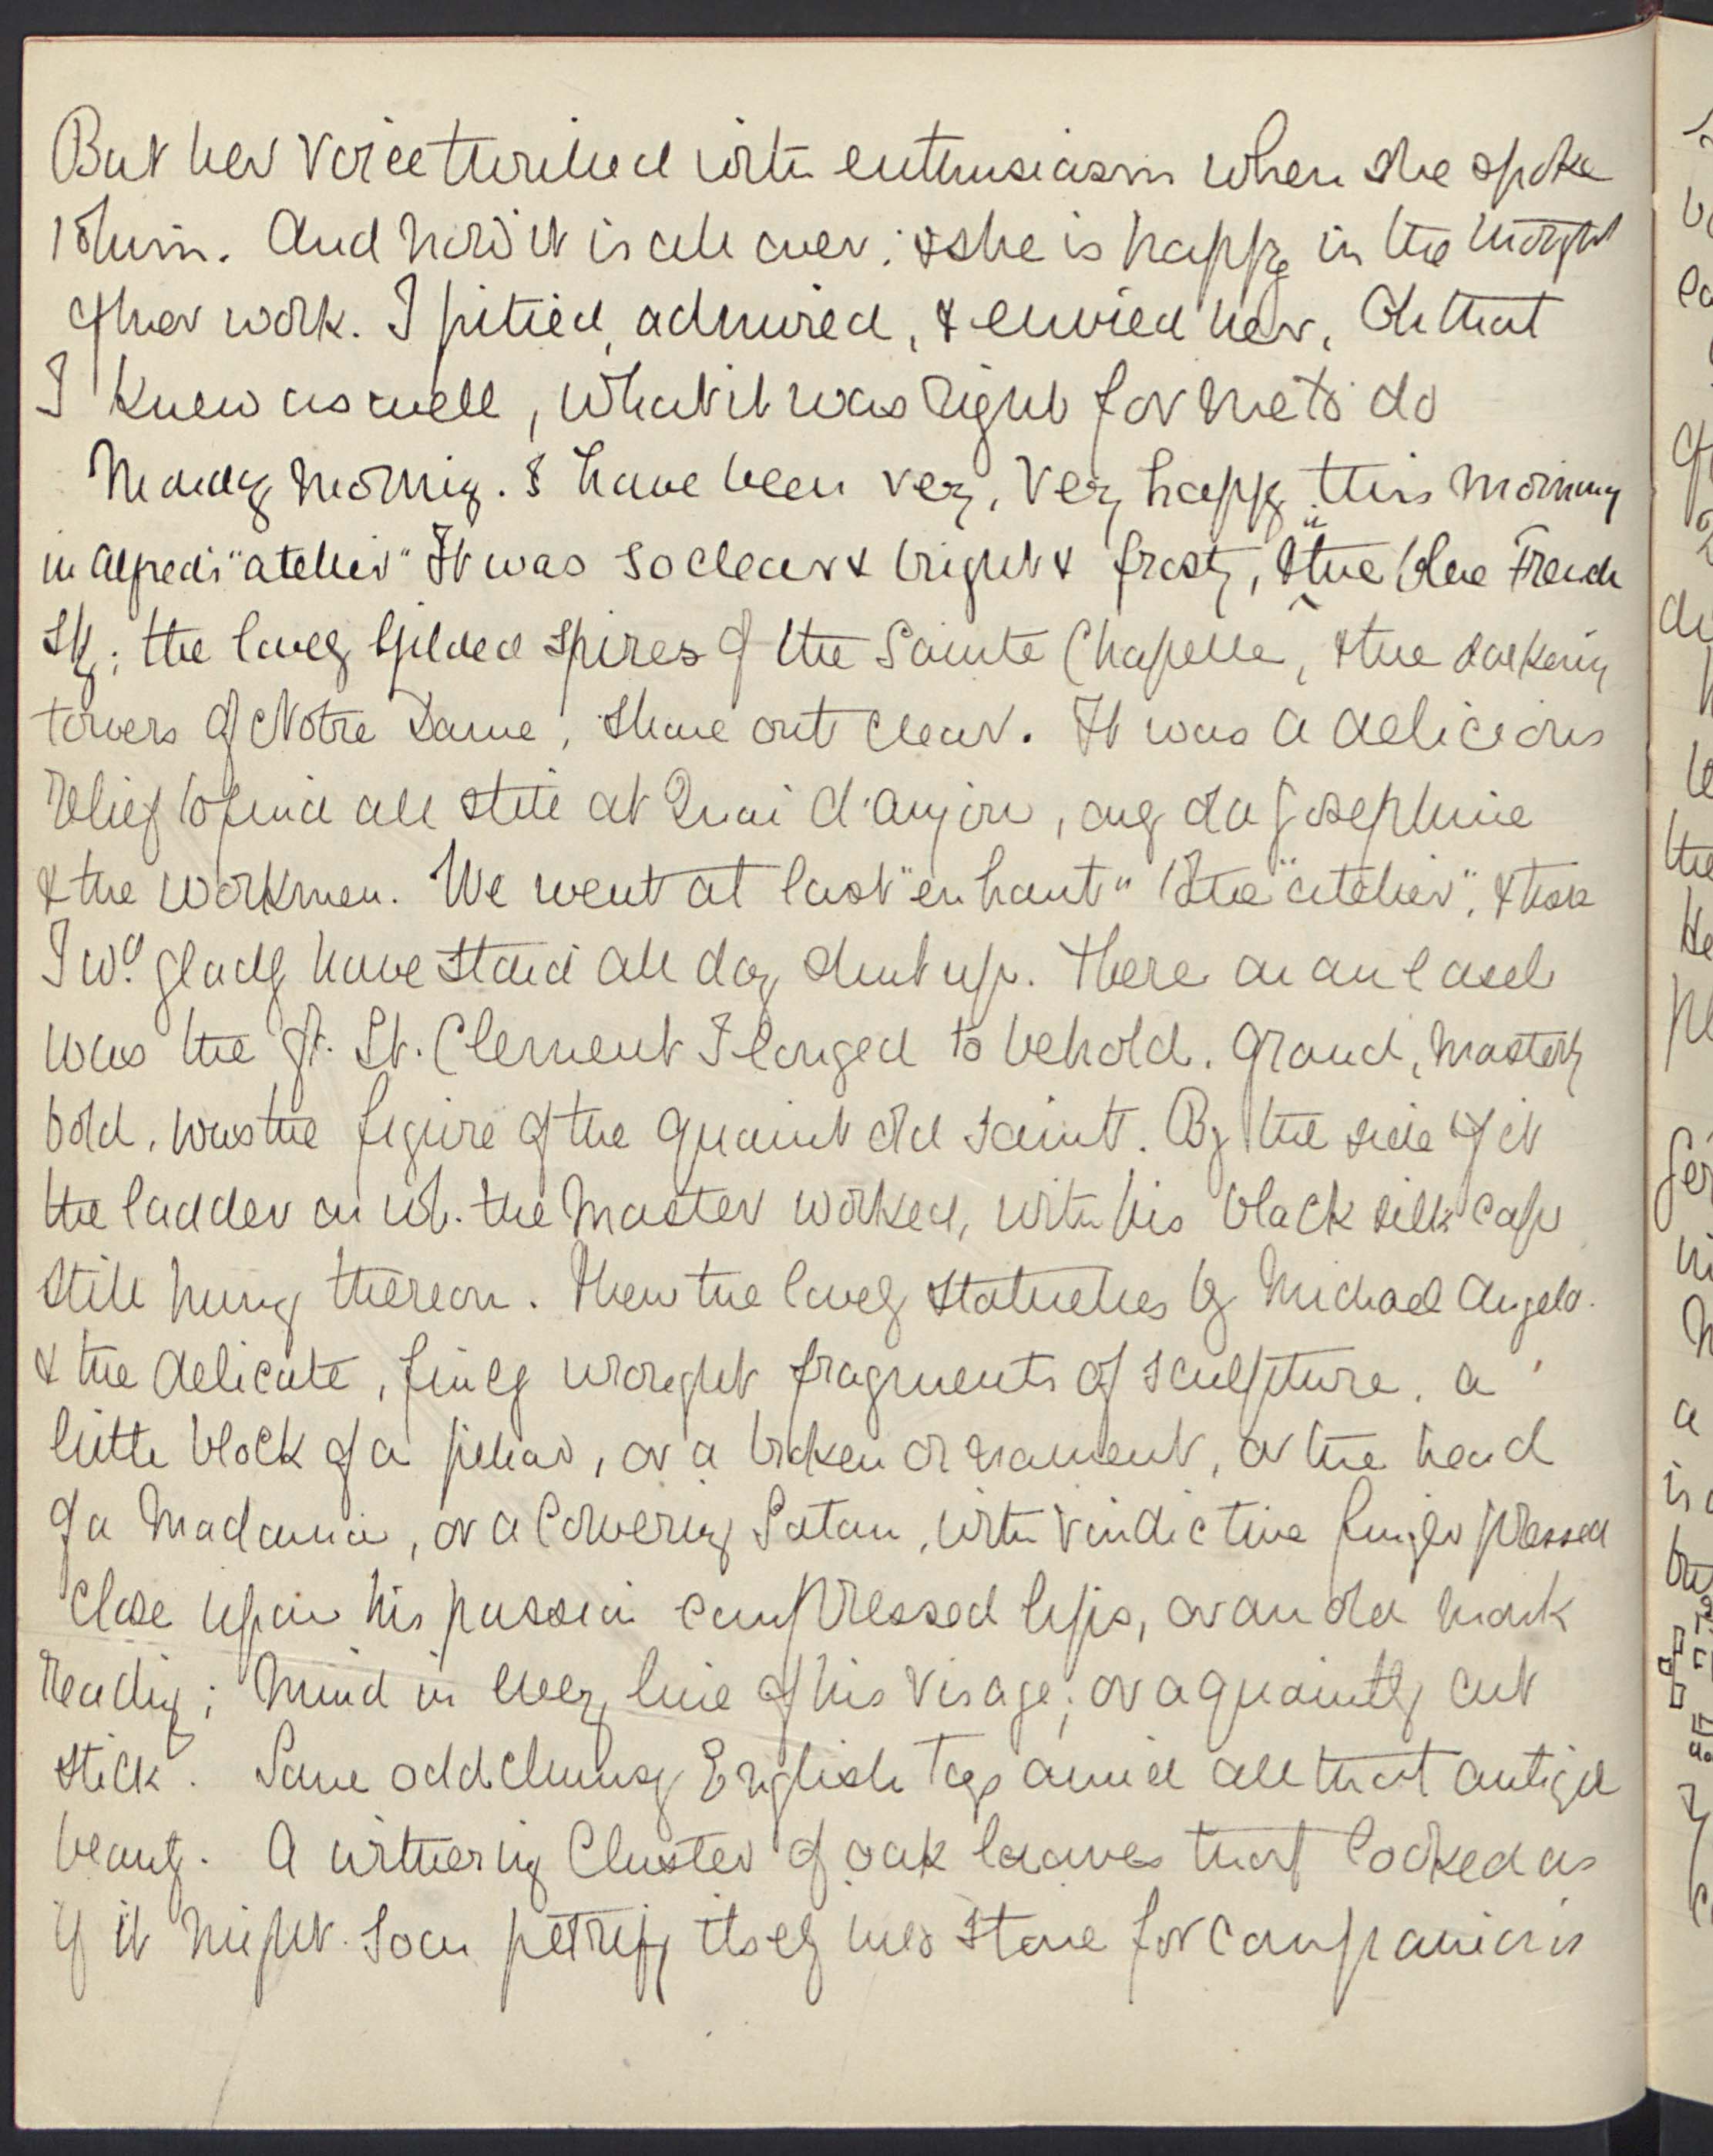 But her voice thrilled with enthusiasm when she spoke
to him. And now it is all over; & she is happy in the thought
of her work. I pitied, admired, & envied her. Oh that
I knew as well, what it was right for me to do
Monday Morning. I have been very, very happy this morning
in Alfred's "atelier" It was so clear & bright & frosty, & the blue French
sky; the lovely gilded spires of the Sainte Chapelle, & the
towers of Notre Dame, shone out clear. It was a delicious
relief to find all still at Quai d'Anjou, only da Josephine
& the workmen. We went at last "en haut" to the "atelier", & there
I wd. gladly have staid all day shut up. There on an easel
was the gt. St. Clement I longed to behold. Grand, masterly
bold, was the figure of the quaint old saint. By the side of it
the ladder on wh. the Master worked, with his black silk cap
still hung thereon. Then the lovely statuettes by Michael Angelo.
& the delicate, finely wrought fragments of sculpture, a
little block of a pillar, or a broken ornament, or the head
of a Madonna, or a cowering Satan, with vindictive finger pressed
close upon his passion compressed lips, or an old monk
reading; mind in every line of his visage; or a quaintly cut
stick. Some odd clumsy English Toys amid all that antique
beauty. A withering cluster of oak leaves that looked as
if it might soon petrify itself into stone for companions